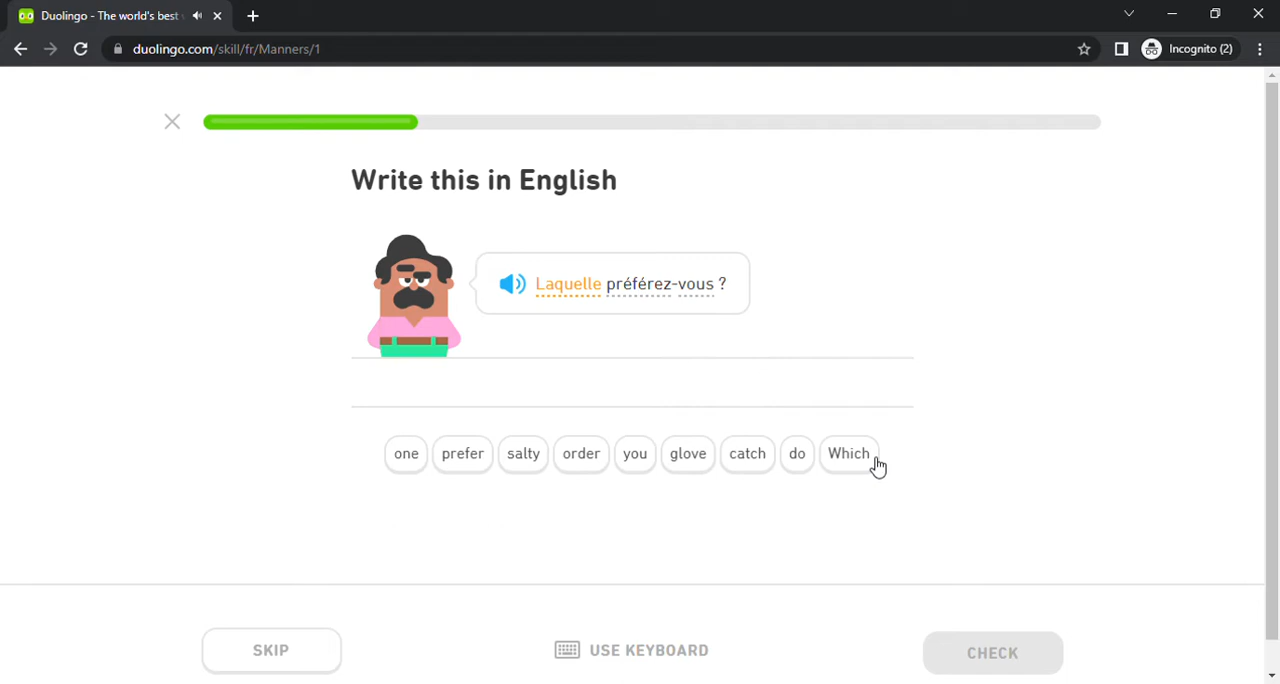 Duolingo - The world's best
duolingo.com/skill/fr/Manners/1
Incognito (2)
Write this in English
Laquelle préférez-vous ?
one prefer salty order you glove catch do Which
SKIP USE KEYBOARD CHECK